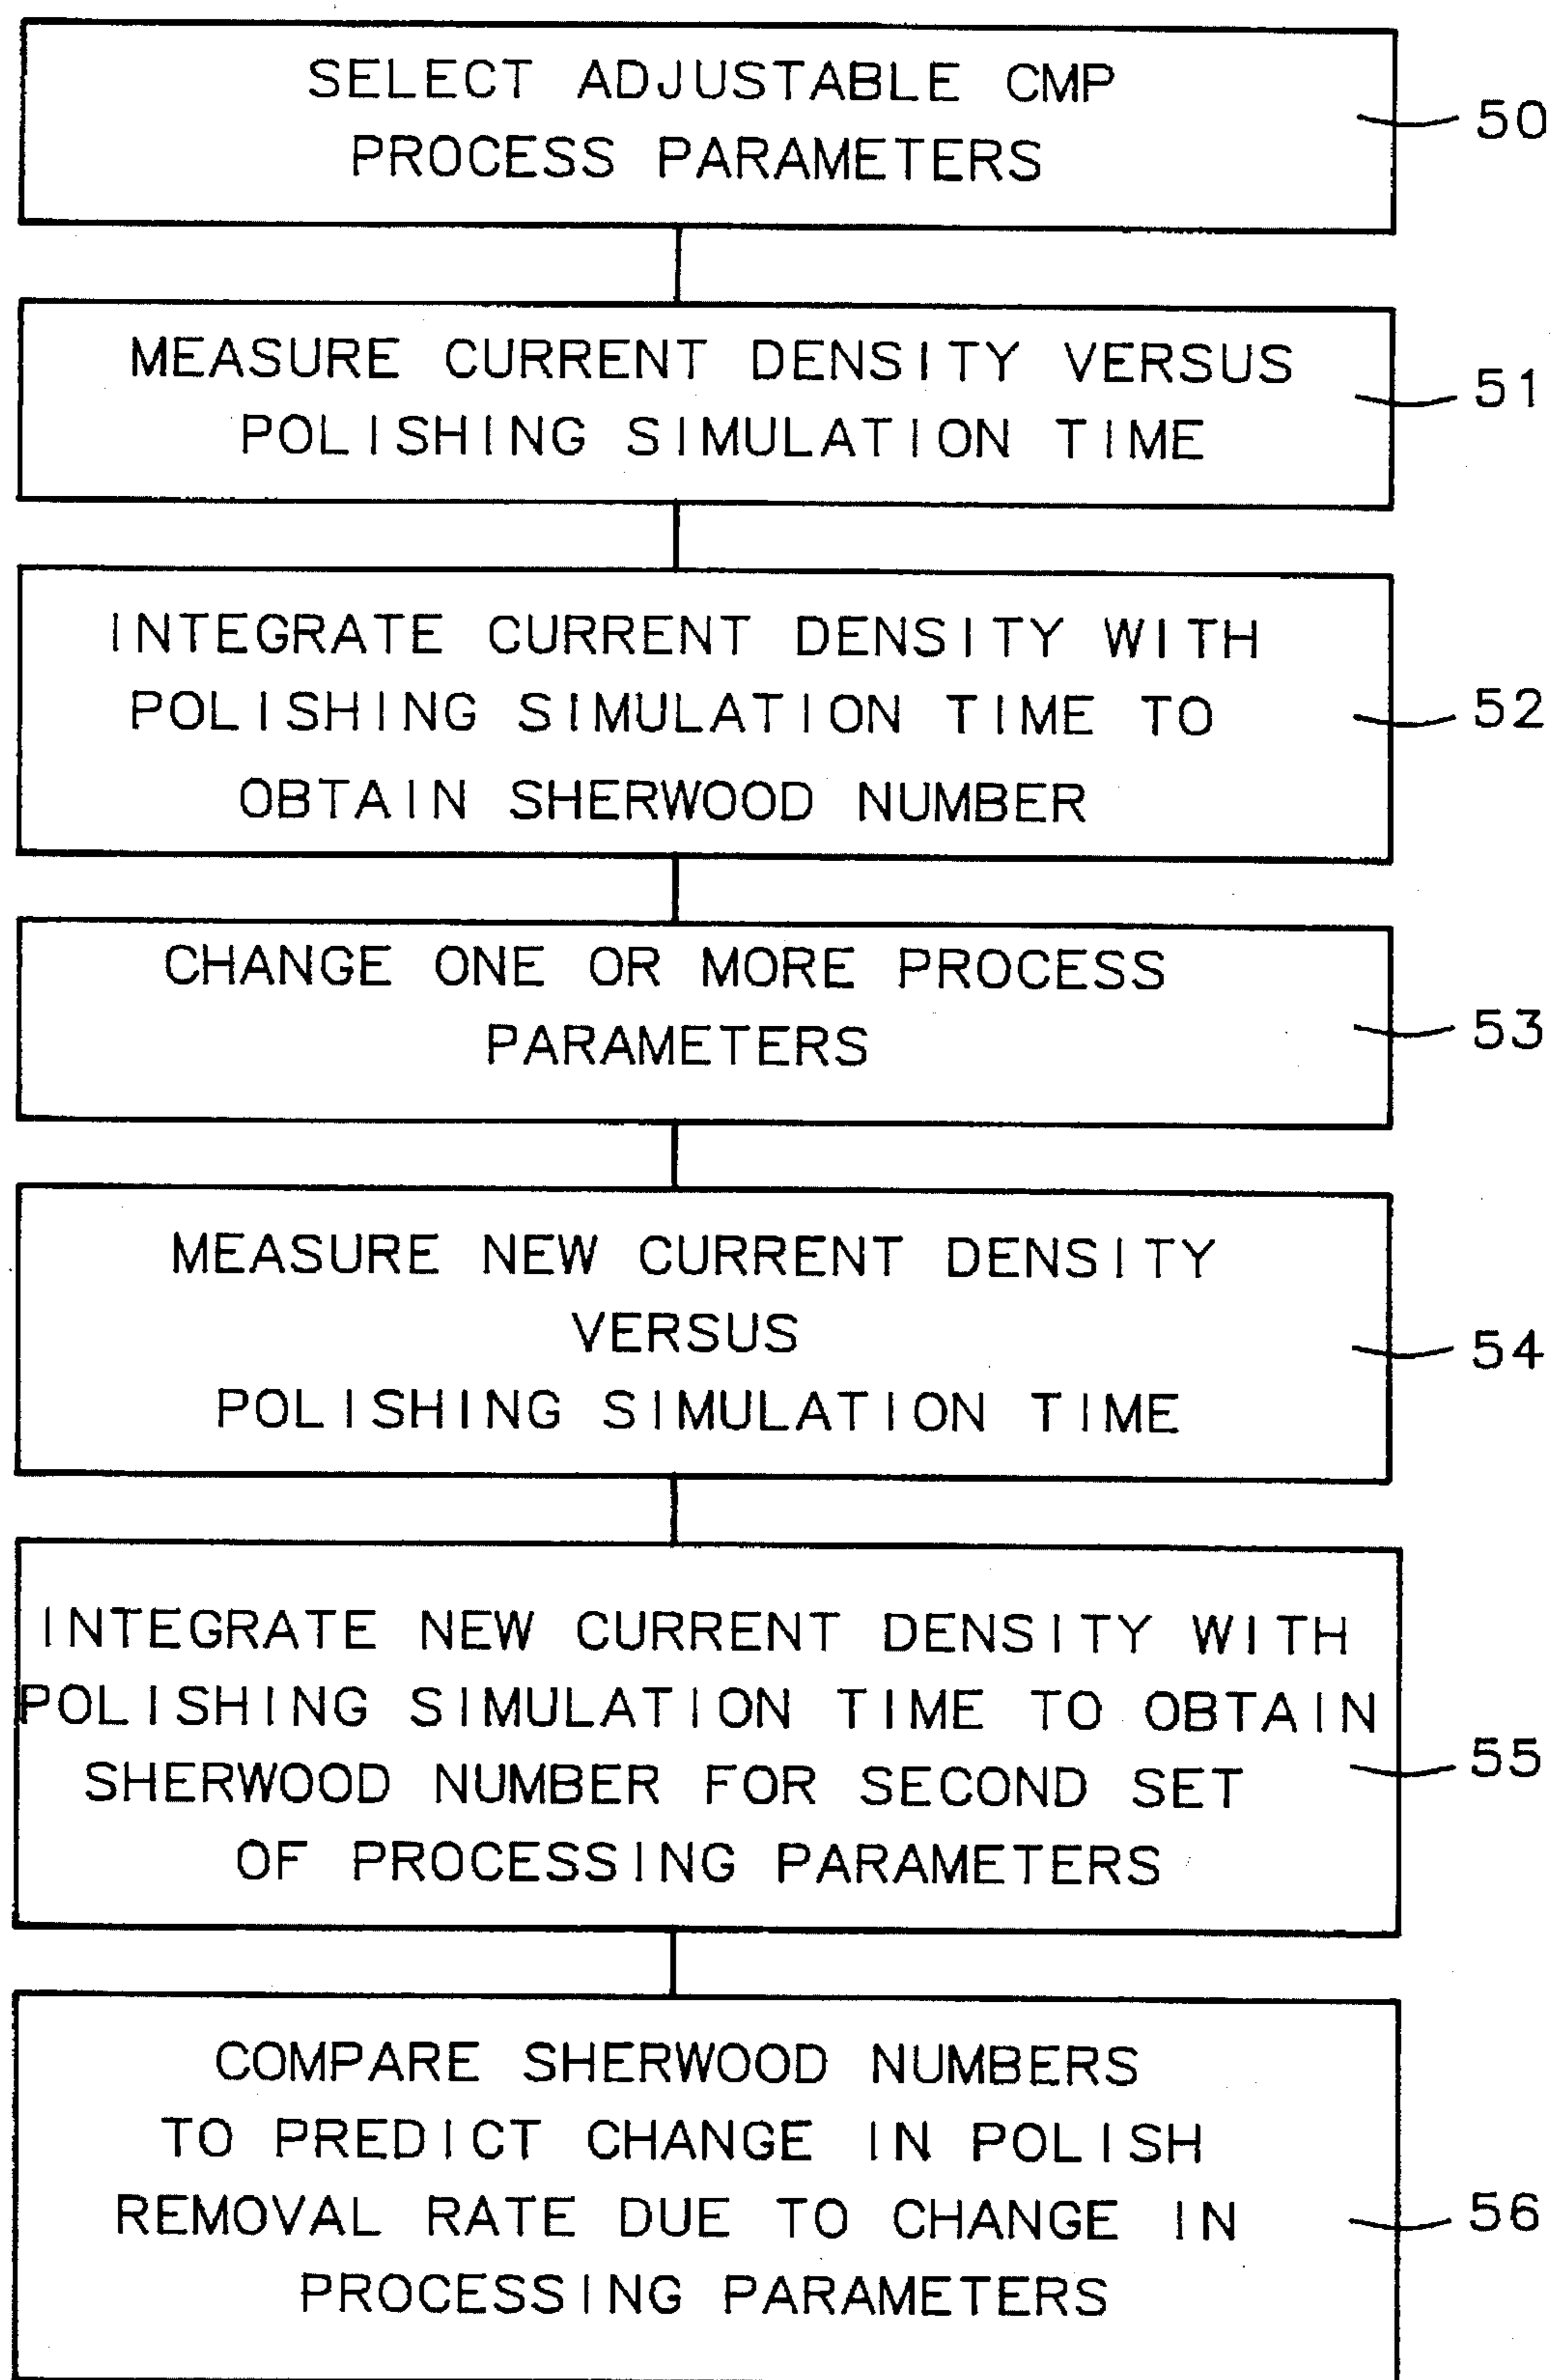 SELECT ADJUSTABLE CMP
PROCESS PARAMETERS
50
MEASURE CURRENT DENSITY VERSUS
POLISHING SIMULATION TIME
51
INTEGRATE CURRENT DENSITY WITH
POLISHING SIMULATION TIME TO
OBTAIN SHERWOOD NUMBER
52
CHANGE ONE OR MORE PROCESS
PARAMETERS
53
MEASURE NEW CURRENT DENSITY
VERSUS
POLISHING SIMULATION TIME
54
INTEGRATE NEW CURRENT DENSITY WITH
POLISHING SIMULATION TIME TO OBTAIN
SHERWOOD NUMBER FOR SECOND SET
OF PROCESSING PARAMETERS
55
COMPARE SHERWOOD NUMBERS
TO PREDICT CHANGE IN POLISH
REMOVAL RATE DUE TO CHANGE IN
PROCESSING PARAMETERS
56